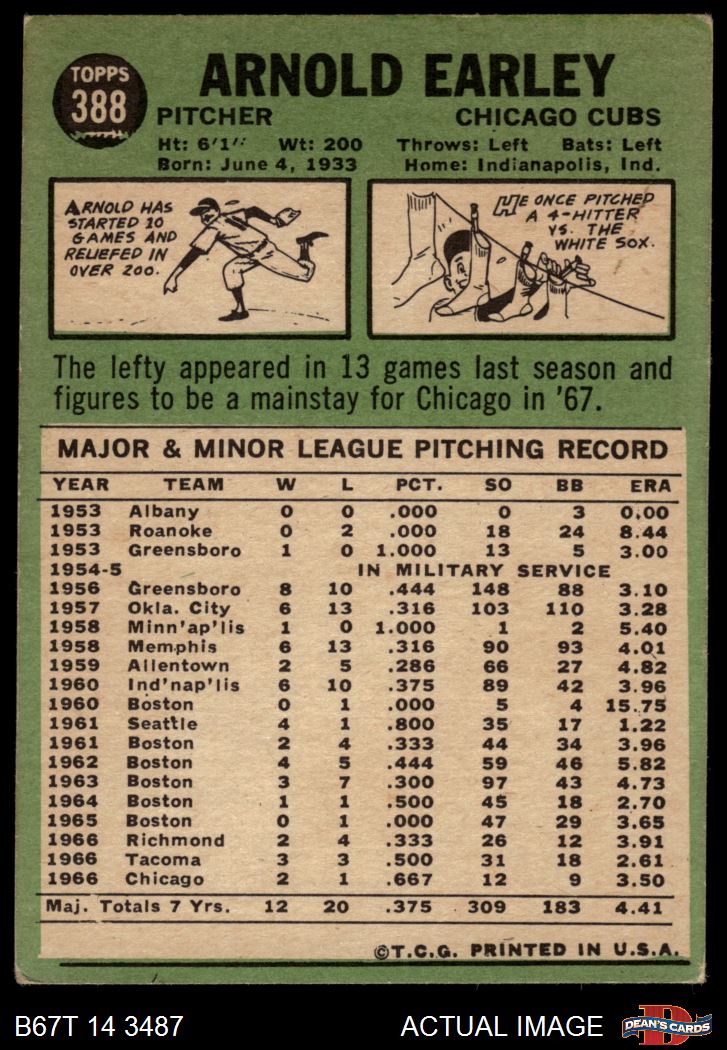 TOPPS
388
ARNOLD EARLEY
PITCHER CHICAGO CUBS
Ht: 6'1" Wt: 200 Throws: Left Bats: Left
Born: June 4, 1933 Home: Indianapolis, Ind.
ARNOLD HAS
STARTED 10
GAMES AND
RELIEFED IN
OVER 200.
HE ONCE PITCHED
A 4-HITTER
VS. THE
WHITE SOX.
The lefty appeared in 13 games last season and
figures to be a mainstay for Chicago in '67.
MAJOR & MINOR LEAGUE PITCHING RECORD
YEAR TEAM W L PCT. SO BB ERA
1953 Albany 0 0 .000 0 3 0.00
1953 Roanoke 0 2 .000 18 24 8.44
1953 Greensboro 1 0 1.000 13 5 3.00
1954-5 IN MILITARY SERVICE
1956 Greensboro 8 10 .444 148 88 3.10
1957 Okla. City 6 13 .316 103 110 3.28
1958 Minn'ap'lis 1 0 1.000 1 2 5.40
1958 Memphis 6 13 .316 90 93 4.01
1959 Allentown 2 5 .286 66 27 4.82
1960 Ind'nap'lis 6 10 .375 89 42 3.96
1960 Boston 0 1 .000 5 4 15.75
1961 Seattle 4 1 .800 35 17 1.22
1961 Boston 2 4 .333 44 34 3.96
1962 Boston 4 5 .444 59 46 5.82
1963 Boston 3 7 .300 97 43 4.73
1964 Boston 1 1 .500 45 18 2.70
1965 Boston 0 1 .000 47 29 3.65
1966 Richmond 2 4 .333 26 12 3.91
1966 Tacoma 3 3 .500 31 18 2.61
1966 Chicago 2 1 .667 12 9 3.50
Maj. Totals 7 Yrs. 12 20 .375 309 183 4.41
©T.C.G. PRINTED IN U.S.A.
B67T 14 3487 ACTUAL IMAGE D DEAN'S CARDS